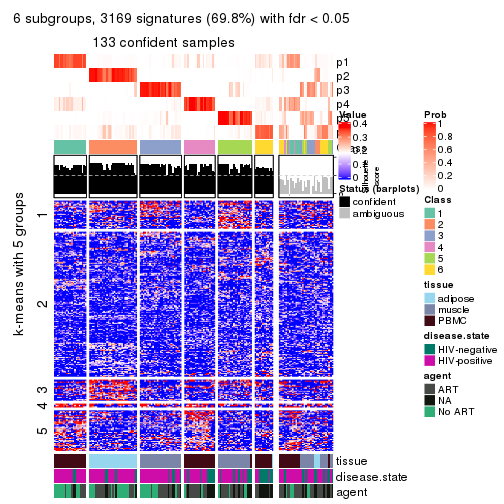 6 subgroups, 3169 signatures (69.8%) with fdr < 0.05
133 confident samples
p1
p2
p3
p4
k-means with 5 groups
1
2
3
4
5
tissue
disease.state
agent
Value
0.4
0.3
0.2
0.1
0
Status (barplots)
confident
ambiguous
Prob
1
0.8
0.6
0.4
0.2
0
Class
1
2
3
4
5
6
tissue
adipose
muscle
PBMC
disease.state
HIV-negative
HIV-positive
agent
ART
NA
No ART